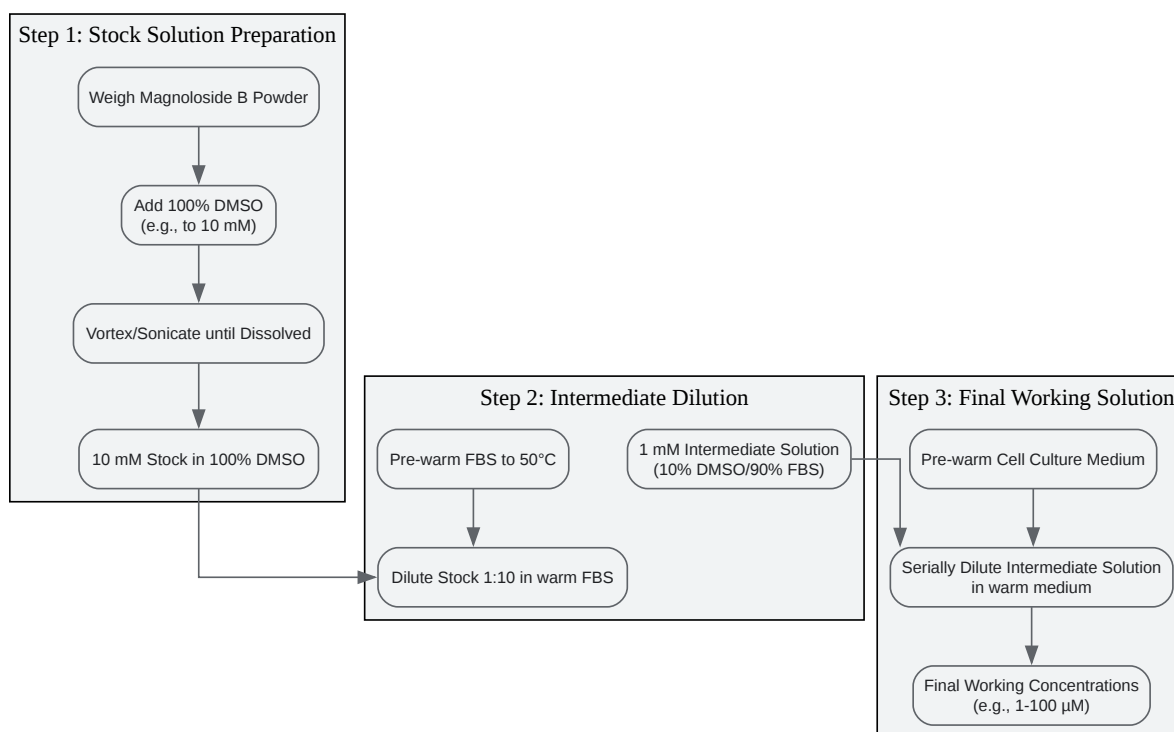 Step 1: Stock Solution Preparation
Weigh Magnoloside B Powder
Add 100% DMSO
(e.g., to 10 mM)
Vortex/Sonicate until Dissolved
10 mM Stock in 100% DMSO
Step 2: Intermediate Dilution
Pre-warm FBS to 50°C
1 mM Intermediate Solution
(10% DMSO/90% FBS)
Dilute Stock 1:10 in warm FBS
Step 3: Final Working Solution
Pre-warm Cell Culture Medium
Serially Dilute Intermediate Solution
in warm medium
Final Working Concentrations
(e.g., 1-100 µM)